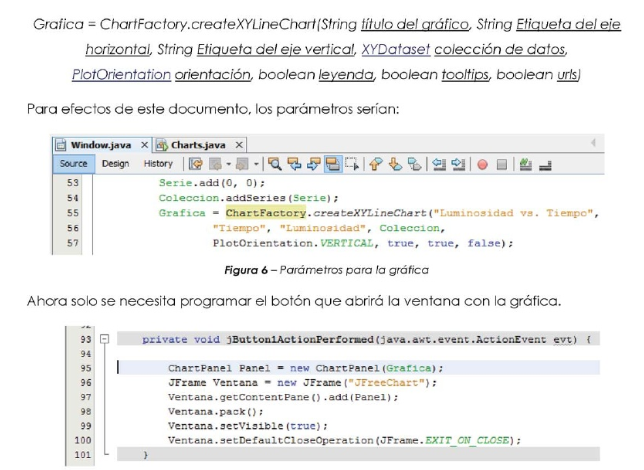 Grafica = ChartFactory.createXYLineChart(String título del gráfico, String Etiqueta del eje
horizontal, String Etiqueta del eje vertical, XYDataset colección de datos,
PlotOrientation orientación, boolean leyenda, boolean tooltips, boolean urls)
Para efectos de este documento, los parámetros serían:
Window.java × Charts.java ×
Source Design History
53 Serie.add(0, 0);
54 Coleccion.addSeries(Serie);
55 Grafica = ChartFactory.createXYLineChart("Luminosidad vs. Tiempo",
56 "Tiempo", "Luminosidad", Coleccion,
57 PlotOrientation.VERTICAL, true, true, false);
Figura 6 – Parámetros para la gráfica
Ahora solo se necesita programar el botón que abrirá la ventana con la gráfica.
93 private void jButton1ActionPerformed(java.awt.event.ActionEvent evt) {
94
95 ChartPanel Panel = new ChartPanel(Grafica);
96 JFrame Ventana = new JFrame("JFreeChart");
97 Ventana.getContentPane().add(Panel);
98 Ventana.pack();
99 Ventana.setVisible(true);
100 Ventana.setDefaultCloseOperation(JFrame.EXIT_ON_CLOSE);
101 }